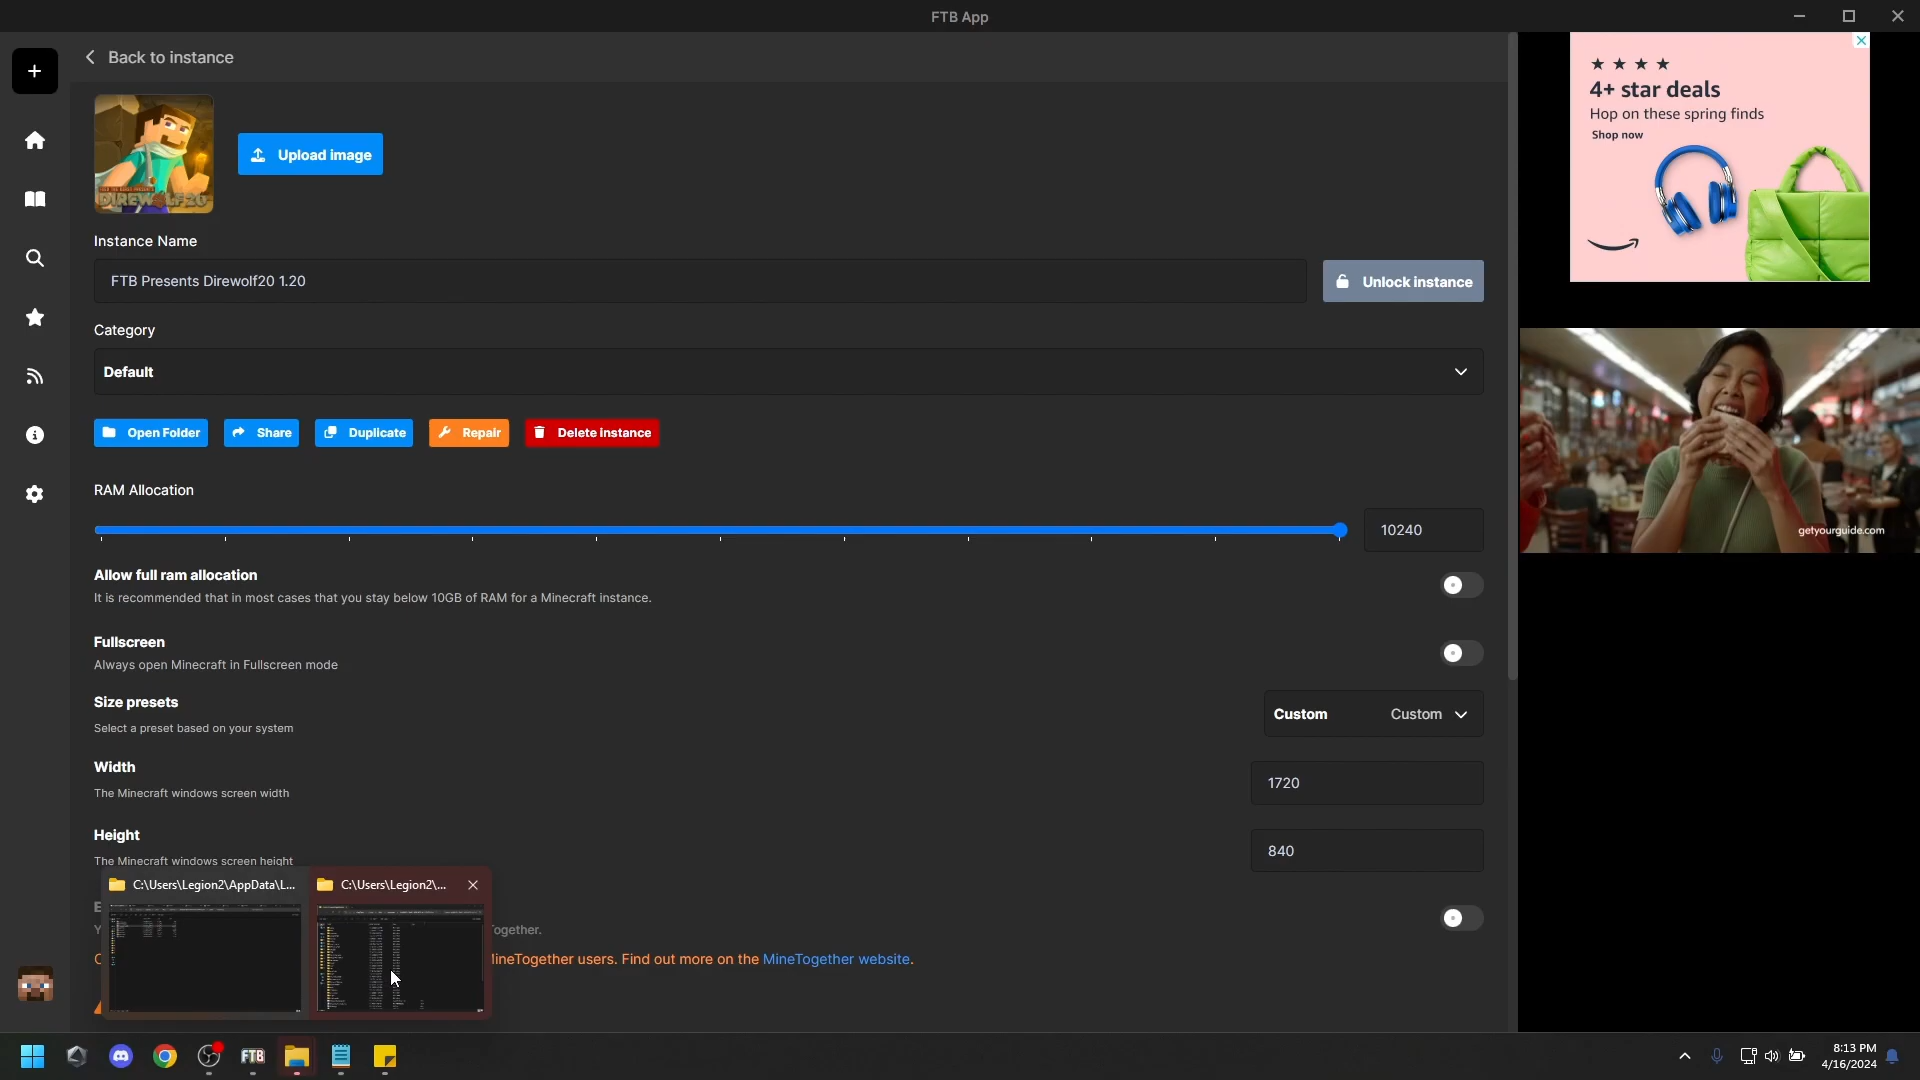 FTB App
Back to instance
DIREWOLF20
Upload image
Instance Name
FTB Presents Direwolf20 1.20
Unlock instance
Category
Default
Open Folder
Share
Duplicate
Repair
Delete instance
RAM Allocation
10240
Allow full ram allocation
It is recommended that in most cases that you stay below 10GB of RAM for a Minecraft instance.
Fullscreen
Always open Minecraft in Fullscreen mode
Size presets
Select a preset based on your system
Custom
Custom
Width
The Minecraft windows screen width
1720
Height
The Minecraft windows screen height
840
C:\Users\Legion2\AppData\L...
C:\Users\Legion2\...
Together.
MineTogether users. Find out more on the MineTogether website.
4+ star deals
Hop on these spring finds
Shop now
getyourguide.com
FTB
8:13 PM
4/16/2024